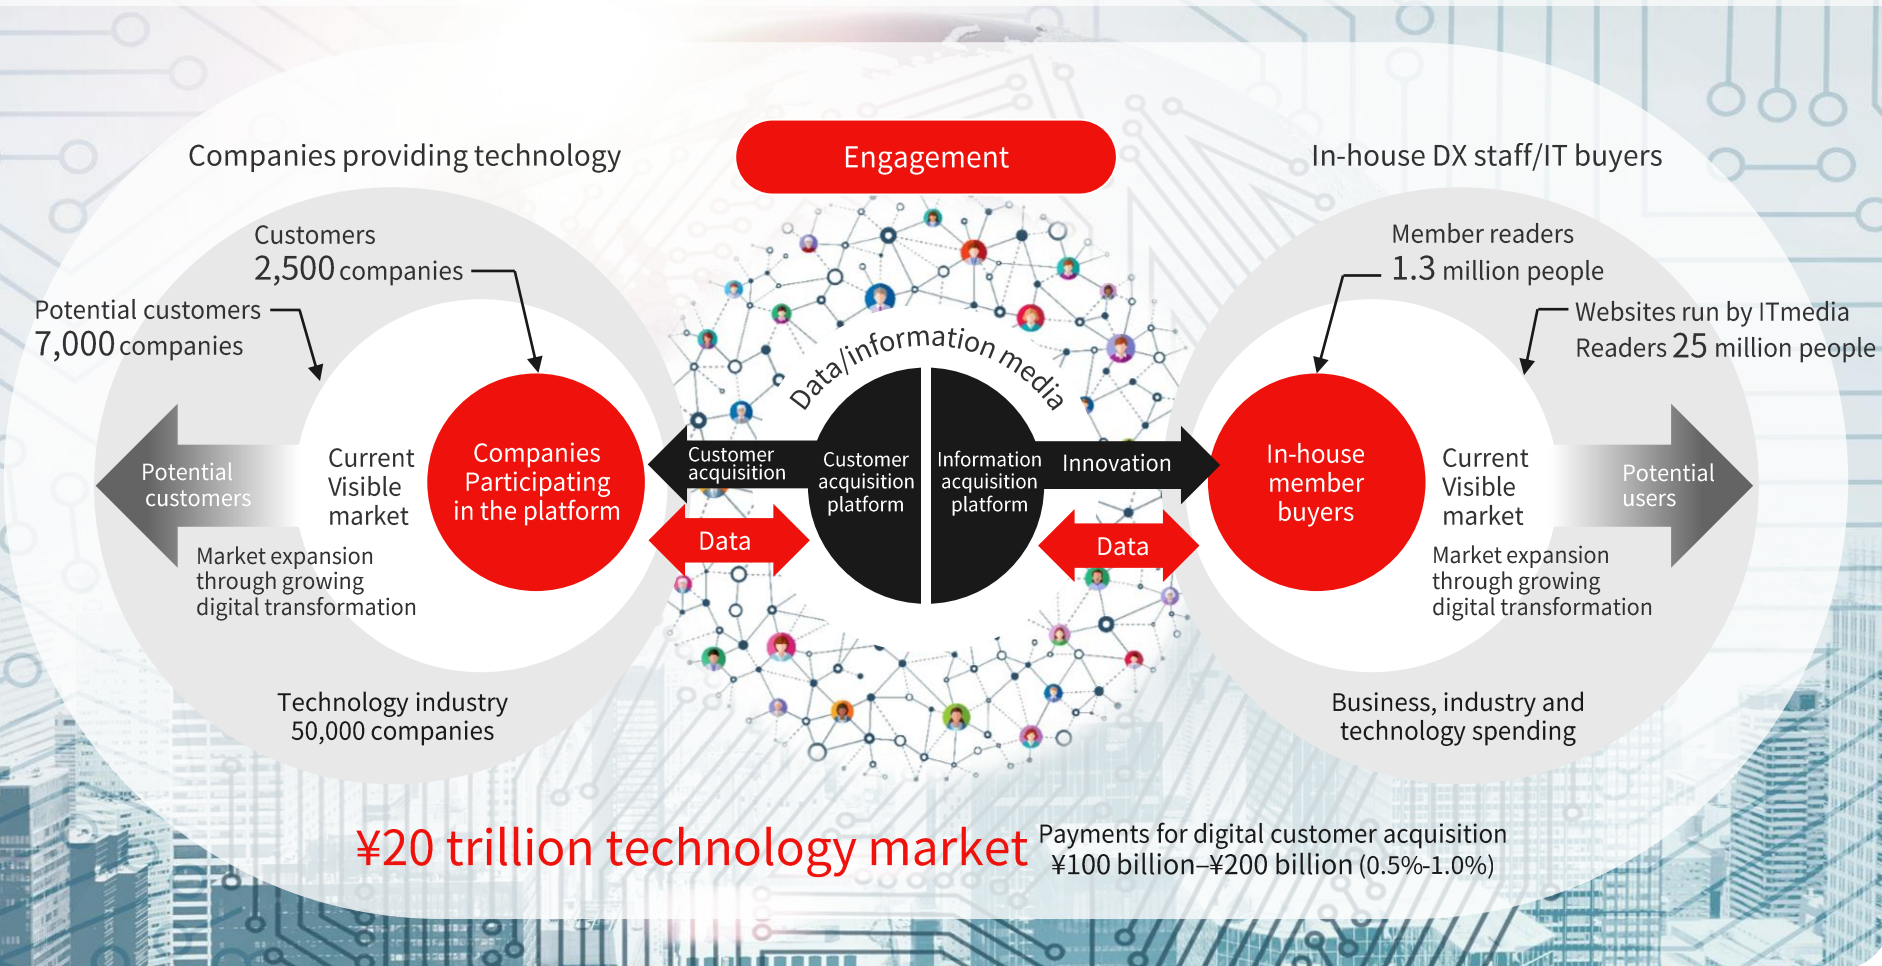 Engagement
Companies providing technology
In-house DX staff/IT buyers
Customers
2,500 companies
Potential customers
7,000 companies
Member readers
1.3 million people
Websites run by ITmedia
Readers 25 million people
Data/information media
Potential
customers
Current
Visible
market
Companies
Participating
in the platform
Customer
acquisition
Customer
acquisition
platform
Information
acquisition
platform
Innovation
In-house
member
buyers
Current
Visible
market
Potential
users
Data
Data
Market expansion
through growing
digital transformation
Market expansion
through growing
digital transformation
Technology industry
50,000 companies
Business, industry and
technology spending
¥20 trillion technology market
Payments for digital customer acquisition
¥100 billion–¥200 billion (0.5%-1.0%)